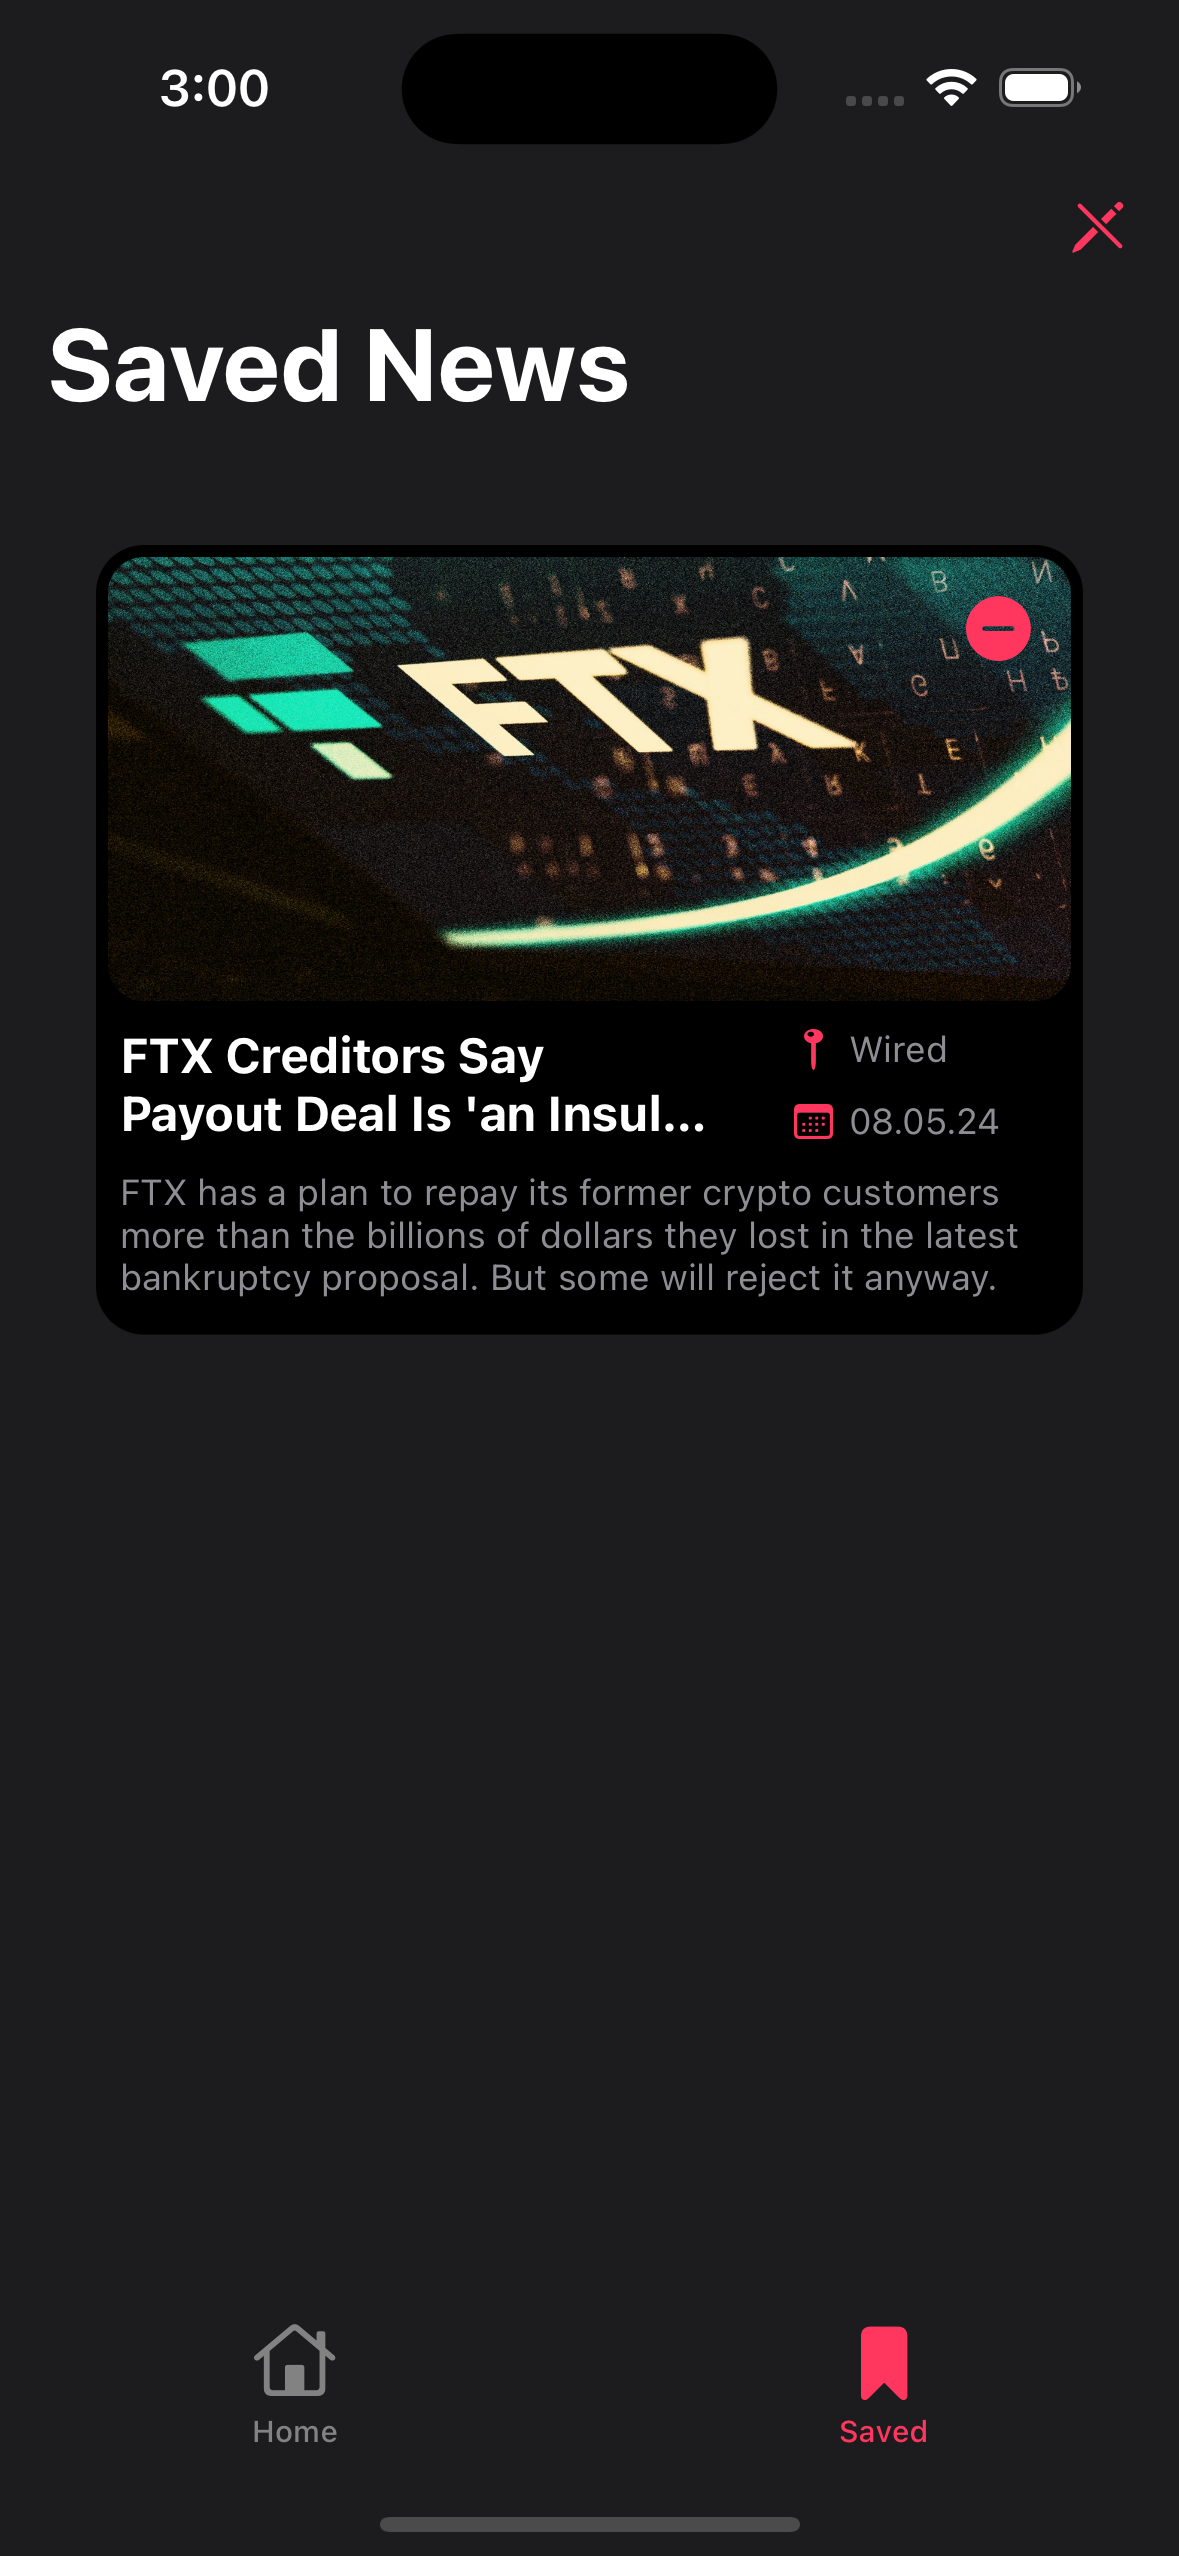 3:00
Saved News
FTX
FTX Creditors Say
Payout Deal Is 'an Insul...
Wired
08.05.24
FTX has a plan to repay its former crypto customers
more than the billions of dollars they lost in the latest
bankruptcy proposal. But some will reject it anyway.
Home
Saved